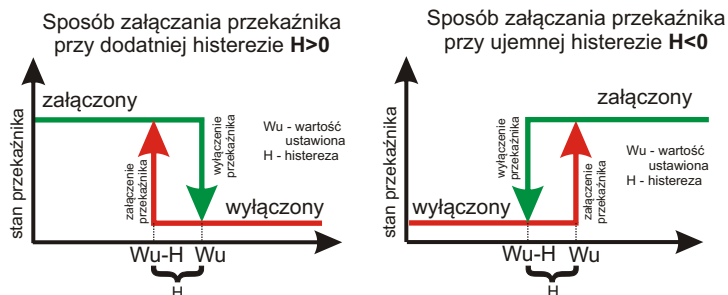 Sposób załączania przekaźnika
przy dodatniej histerezie H>0
stan przekaźnika
załączony
załączenie
przekaźnika
wyłączenie
przekaźnika
Wu - wartość
ustawiona
H - histereza
wyłączony
Wu-H
Wu
H
Sposób załączania przekaźnika
przy ujemnej histerezie H<0
stan przekaźnika
załączony
wyłączenie
przekaźnika
załączenie
przekaźnika
Wu - wartość
ustawiona
H - histereza
wyłączony
Wu-H
Wu
H